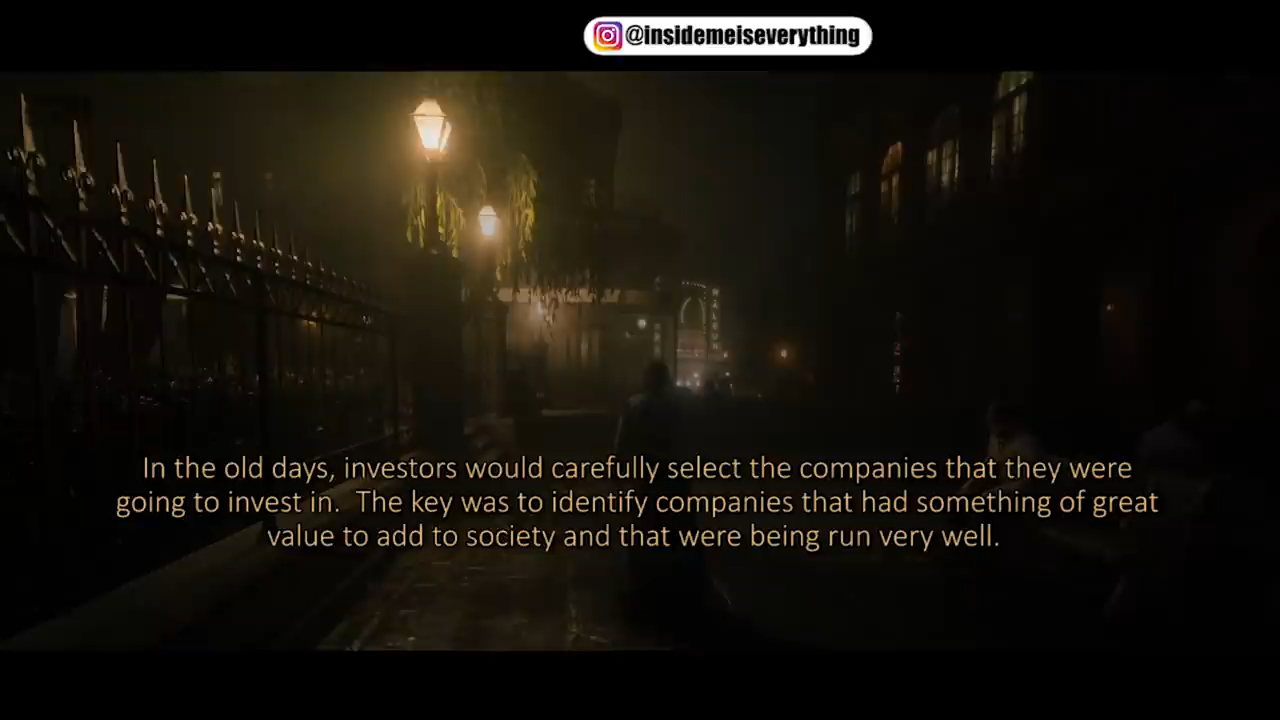 @insidemeiseverything
In the old days, investors would carefully select the companies that they were
going to invest in.  The key was to identify companies that had something of great
value to add to society and that were being run very well.